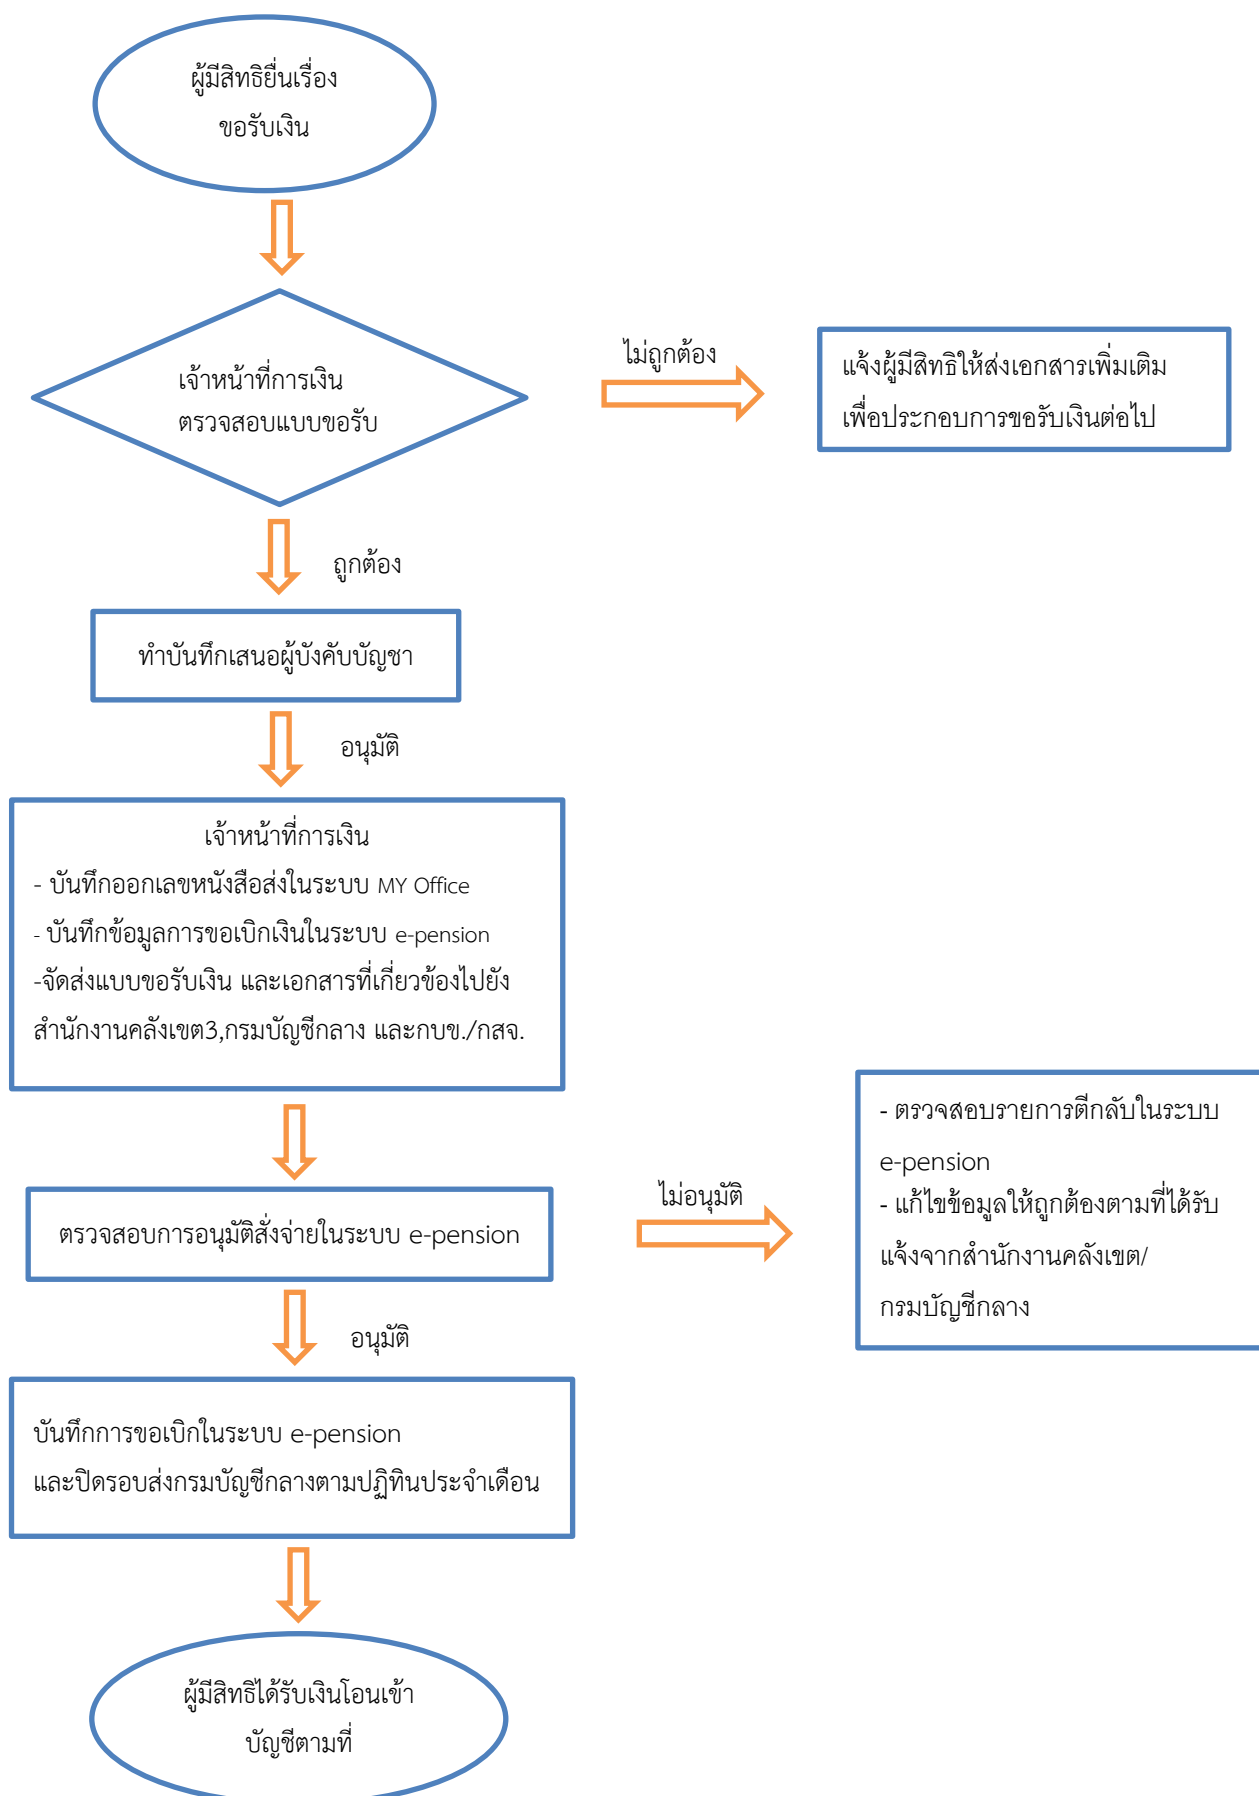 ผู้มีสิทธิยื่นเรื่อง
ขอรับเงิน
เจ้าหน้าที่การเงิน
ตรวจสอบแบบขอรับ
ไม่ถูกต้อง
แจ้งผู้มีสิทธิให้ส่งเอกสารเพิ่มเติม
เพื่อประกอบการขอรับเงินต่อไป
ถูกต้อง
ทำบันทึกเสนอผู้บังคับบัญชา
อนุมัติ
เจ้าหน้าที่การเงิน
- บันทึกออกเลขหนังสือส่งในระบบ MY Office
- บันทึกข้อมูลการขอเบิกเงินในระบบ e-pension
-จัดส่งแบบขอรับเงิน และเอกสารที่เกี่ยวข้องไปยัง
สำนักงานคลังเขต3,กรมบัญชีกลาง และกบข./กสจ.
ตรวจสอบการอนุมัติสั่งจ่ายในระบบ e-pension
ไม่อนุมัติ
- ตรวจสอบรายการตีกลับในระบบ
e-pension
- แก้ไขข้อมูลให้ถูกต้องตามที่ได้รับ
แจ้งจากสำนักงานคลังเขต/
กรมบัญชีกลาง
อนุมัติ
บันทึกการขอเบิกในระบบ e-pension
และปิดรอบส่งกรมบัญชีกลางตามปฏิทินประจำเดือน
ผู้มีสิทธิได้รับเงินโอนเข้า
บัญชีตามที่